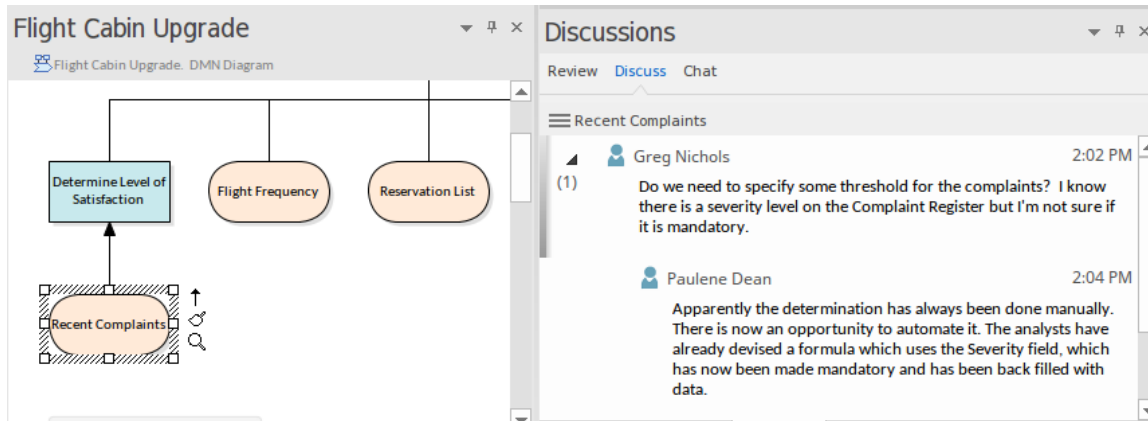 Flight Cabin Upgrade
Flight Cabin Upgrade. DMN Diagram
Determine Level of
Satisfaction
Flight Frequency
Reservation List
Recent Complaints
Discussions
Review Discuss Chat
Recent Complaints
(1)
Greg Nichols 2:02 PM
Do we need to specify some threshold for the complaints? I know
there is a severity level on the Complaint Register but I'm not sure if
it is mandatory.
Paulene Dean 2:04 PM
Apparently the determination has always been done manually.
There is now an opportunity to automate it. The analysts have
already devised a formula which uses the Severity field, which
has now been made mandatory and has been back filled with
data.